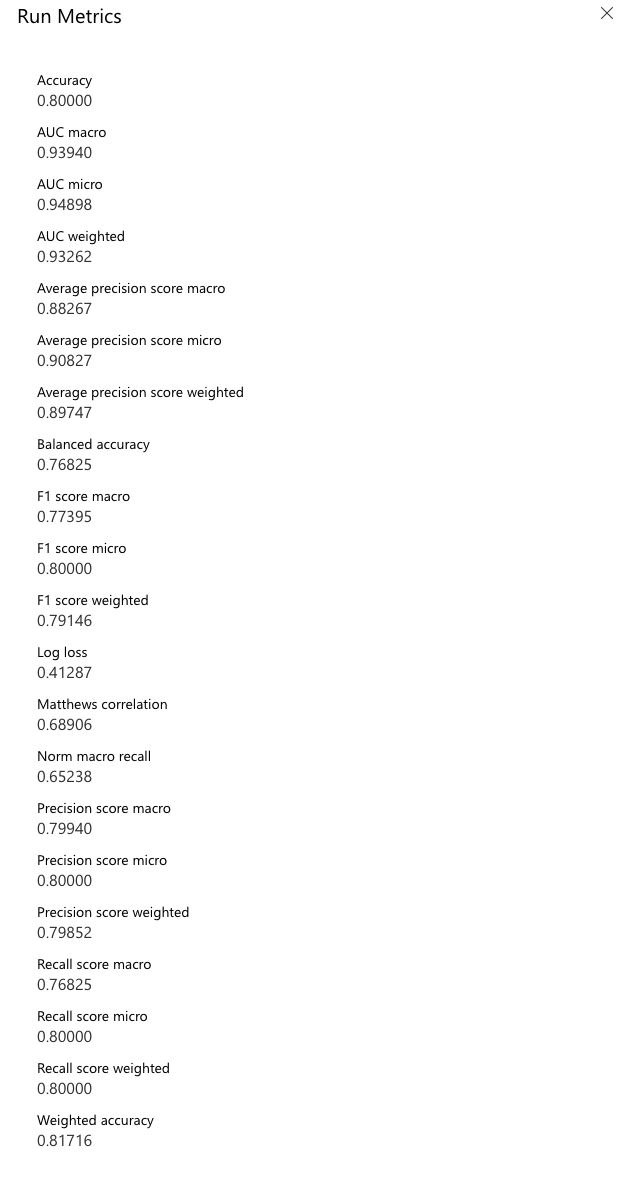 Run Metrics
Accuracy
0.80000
AUC macro
0.93940
AUC micro
0.94898
AUC weighted
0.93262
Average precision score macro
0.88267
Average precision score micro
0.90827
Average precision score weighted
0.89747
Balanced accuracy
0.76825
F1 score macro
0.77395
F1 score micro
0.80000
F1 score weighted
0.79146
Log loss
0.41287
Matthews correlation
0.68906
Norm macro recall
0.65238
Precision score macro
0.79940
Precision score micro
0.80000
Precision score weighted
0.79852
Recall score macro
0.76825
Recall score micro
0.80000
Recall score weighted
0.80000
Weighted accuracy
0.81716